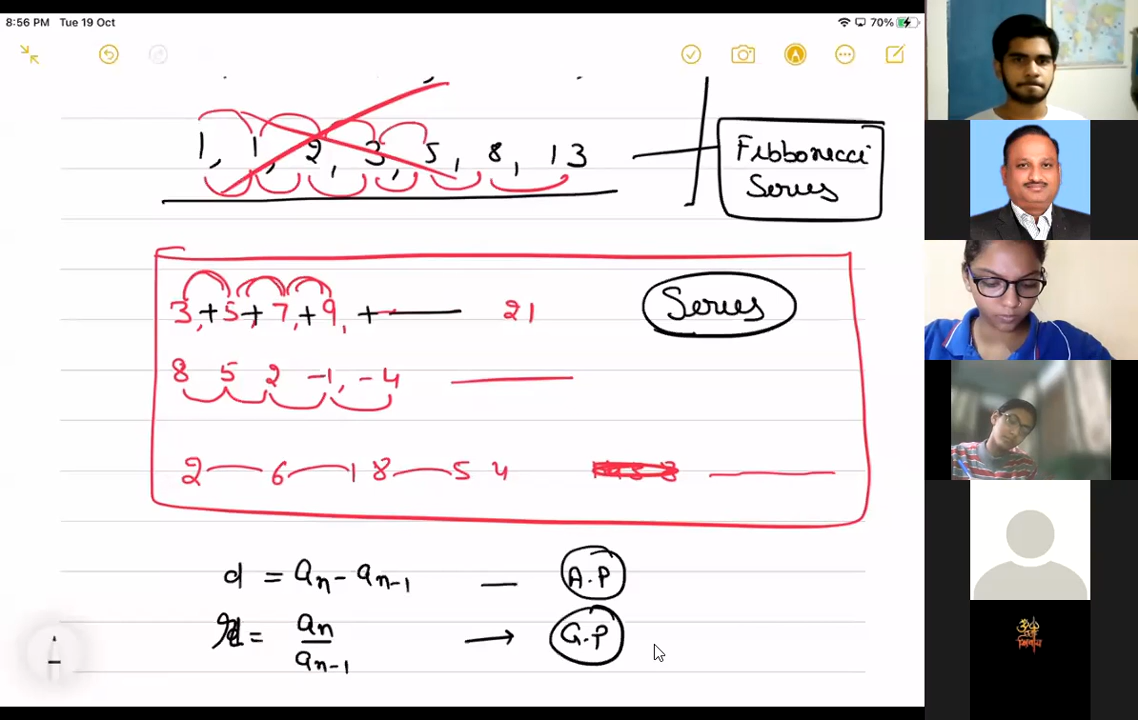 8:56 PM Tue 19 Oct
70%
1, 1, 2, 3, 5, 8, 13
Fibbonacci
Series
3, + 5 + 7, + 9, + 21
Series
8 5 2 -1, -4
2 6 18 54
d = an - an-1 — A.P
r = an/an-1 → G.P
ॐ